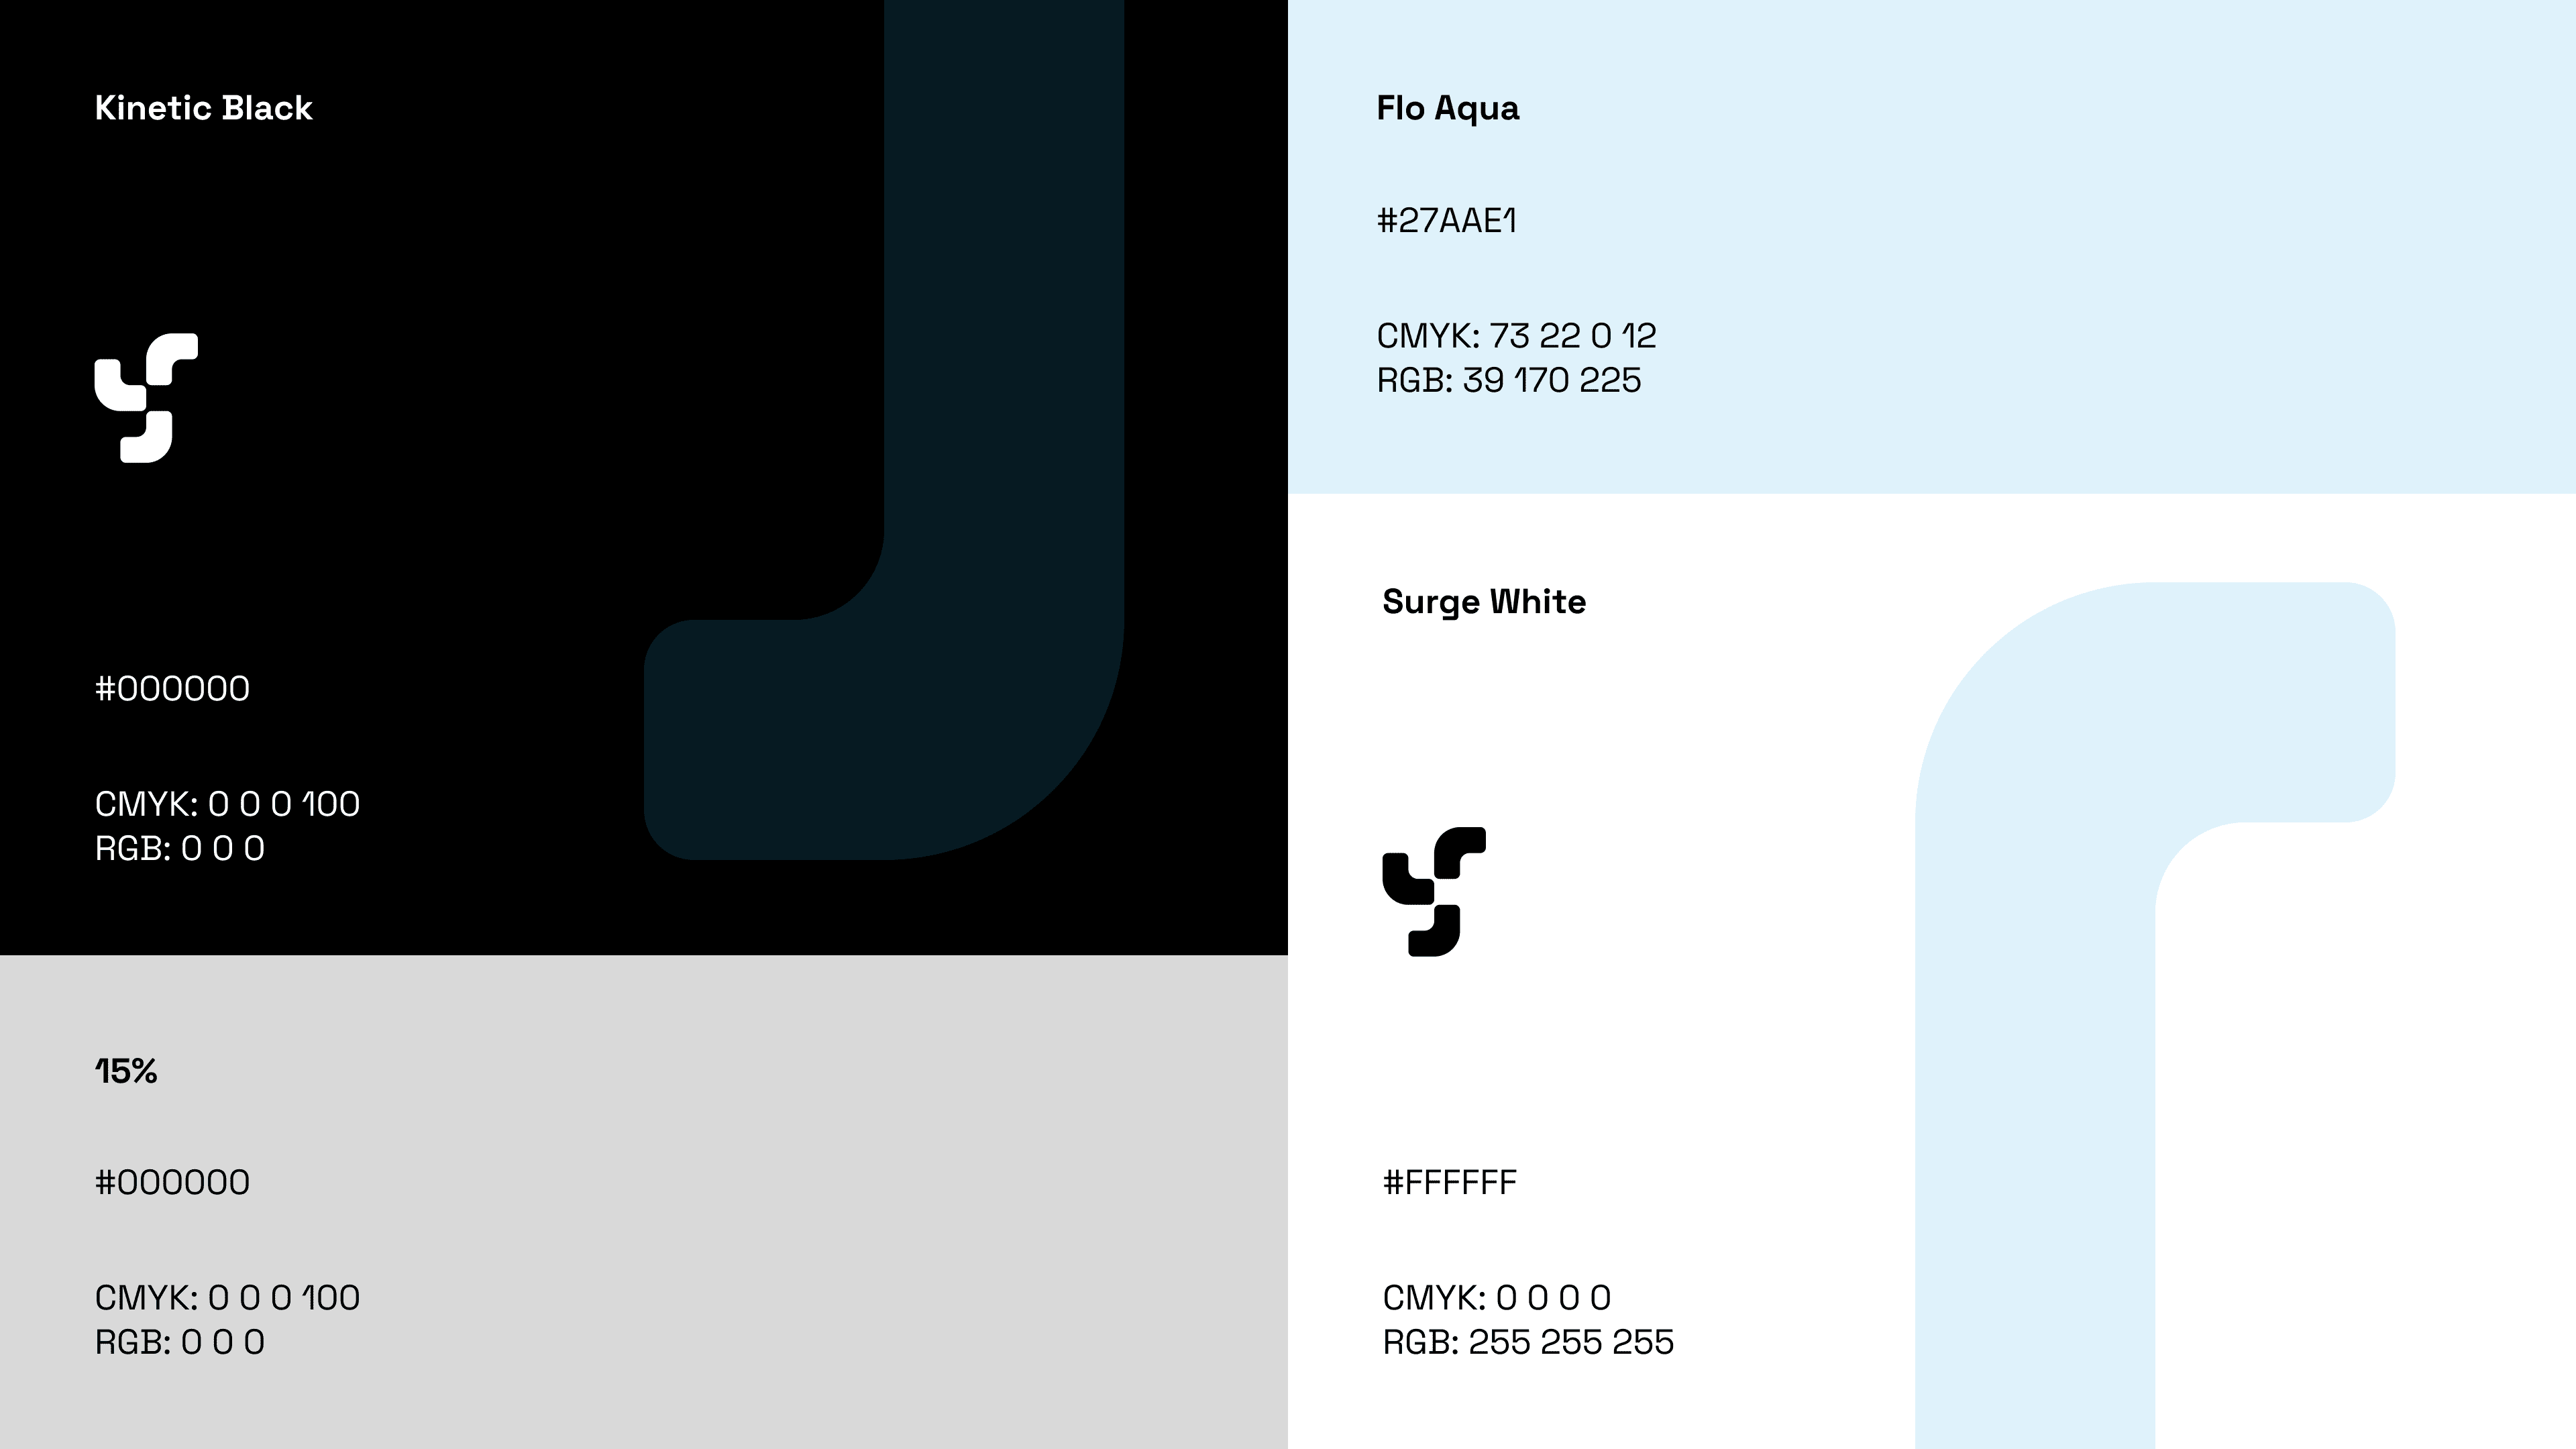 Kinetic Black
#000000
CMYK: 0 0 0 100
RGB: 0 0 0
15%
#000000
CMYK: 0 0 0 100
RGB: 0 0 0
Flo Aqua
#27AAE1
CMYK: 73 22 0 12
RGB: 39 170 225
Surge White
#FFFFFF
CMYK: 0 0 0 0
RGB: 255 255 255